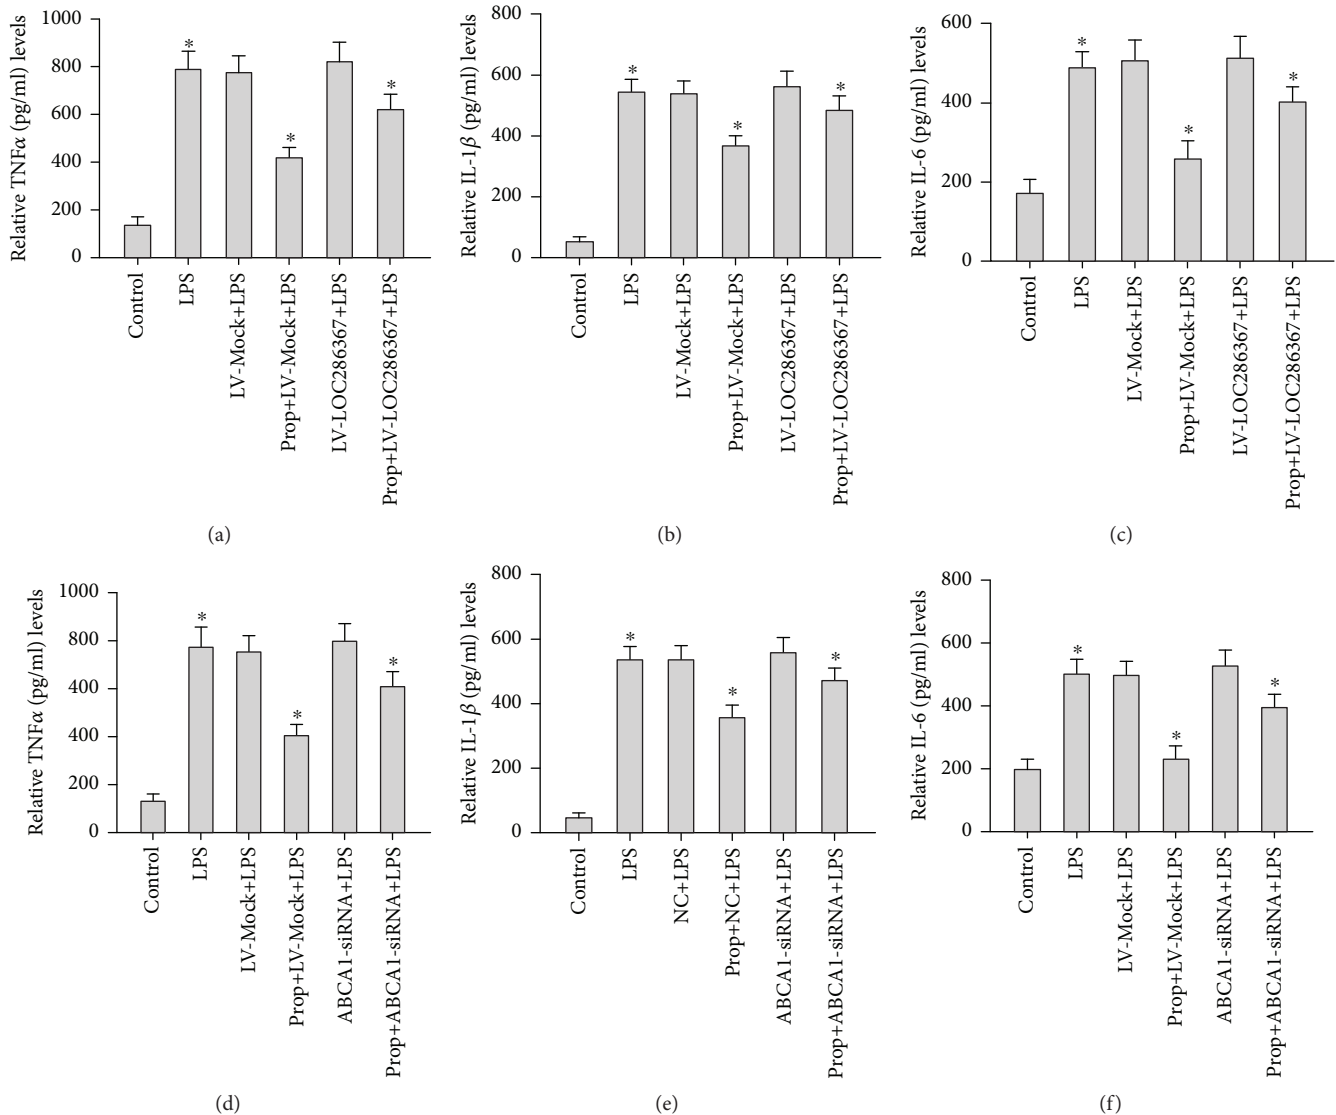 Relative TNFα (pg/ml) levels
1000
800
600
400
200
0
*
*
*
Control
LPS
LV-Mock+LPS
Prop+LV-Mock+LPS
LV-LOC286367+LPS
Prop+LV-LOC286367+LPS
(a)
Relative IL-1β (pg/ml) levels
800
600
400
200
0
*
*
*
Control
LPS
LV-Mock+LPS
Prop+LV-Mock+LPS
LV-LOC286367+LPS
Prop+LV-LOC286367+LPS
(b)
Relative IL-6 (pg/ml) levels
600
400
200
0
*
*
*
Control
LPS
LV-Mock+LPS
Prop+LV-Mock+LPS
LV-LOC286367+LPS
Prop+LV-LOC286367+LPS
(c)
Relative TNFα (pg/ml) levels
1000
800
600
400
200
0
*
*
*
Control
LPS
LV-Mock+LPS
Prop+LV-Mock+LPS
ABCA1-siRNA+LPS
Prop+ABCA1-siRNA+LPS
(d)
Relative IL-1β (pg/ml) levels
800
600
400
200
0
*
*
*
Control
LPS
NC+LPS
Prop+NC+LPS
ABCA1-siRNA+LPS
Prop+ABCA1-siRNA+LPS
(e)
Relative IL-6 (pg/ml) levels
800
600
400
200
0
*
*
*
Control
LPS
LV-Mock+LPS
Prop+LV-Mock+LPS
ABCA1-siRNA+LPS
Prop+ABCA1-siRNA+LPS
(f)